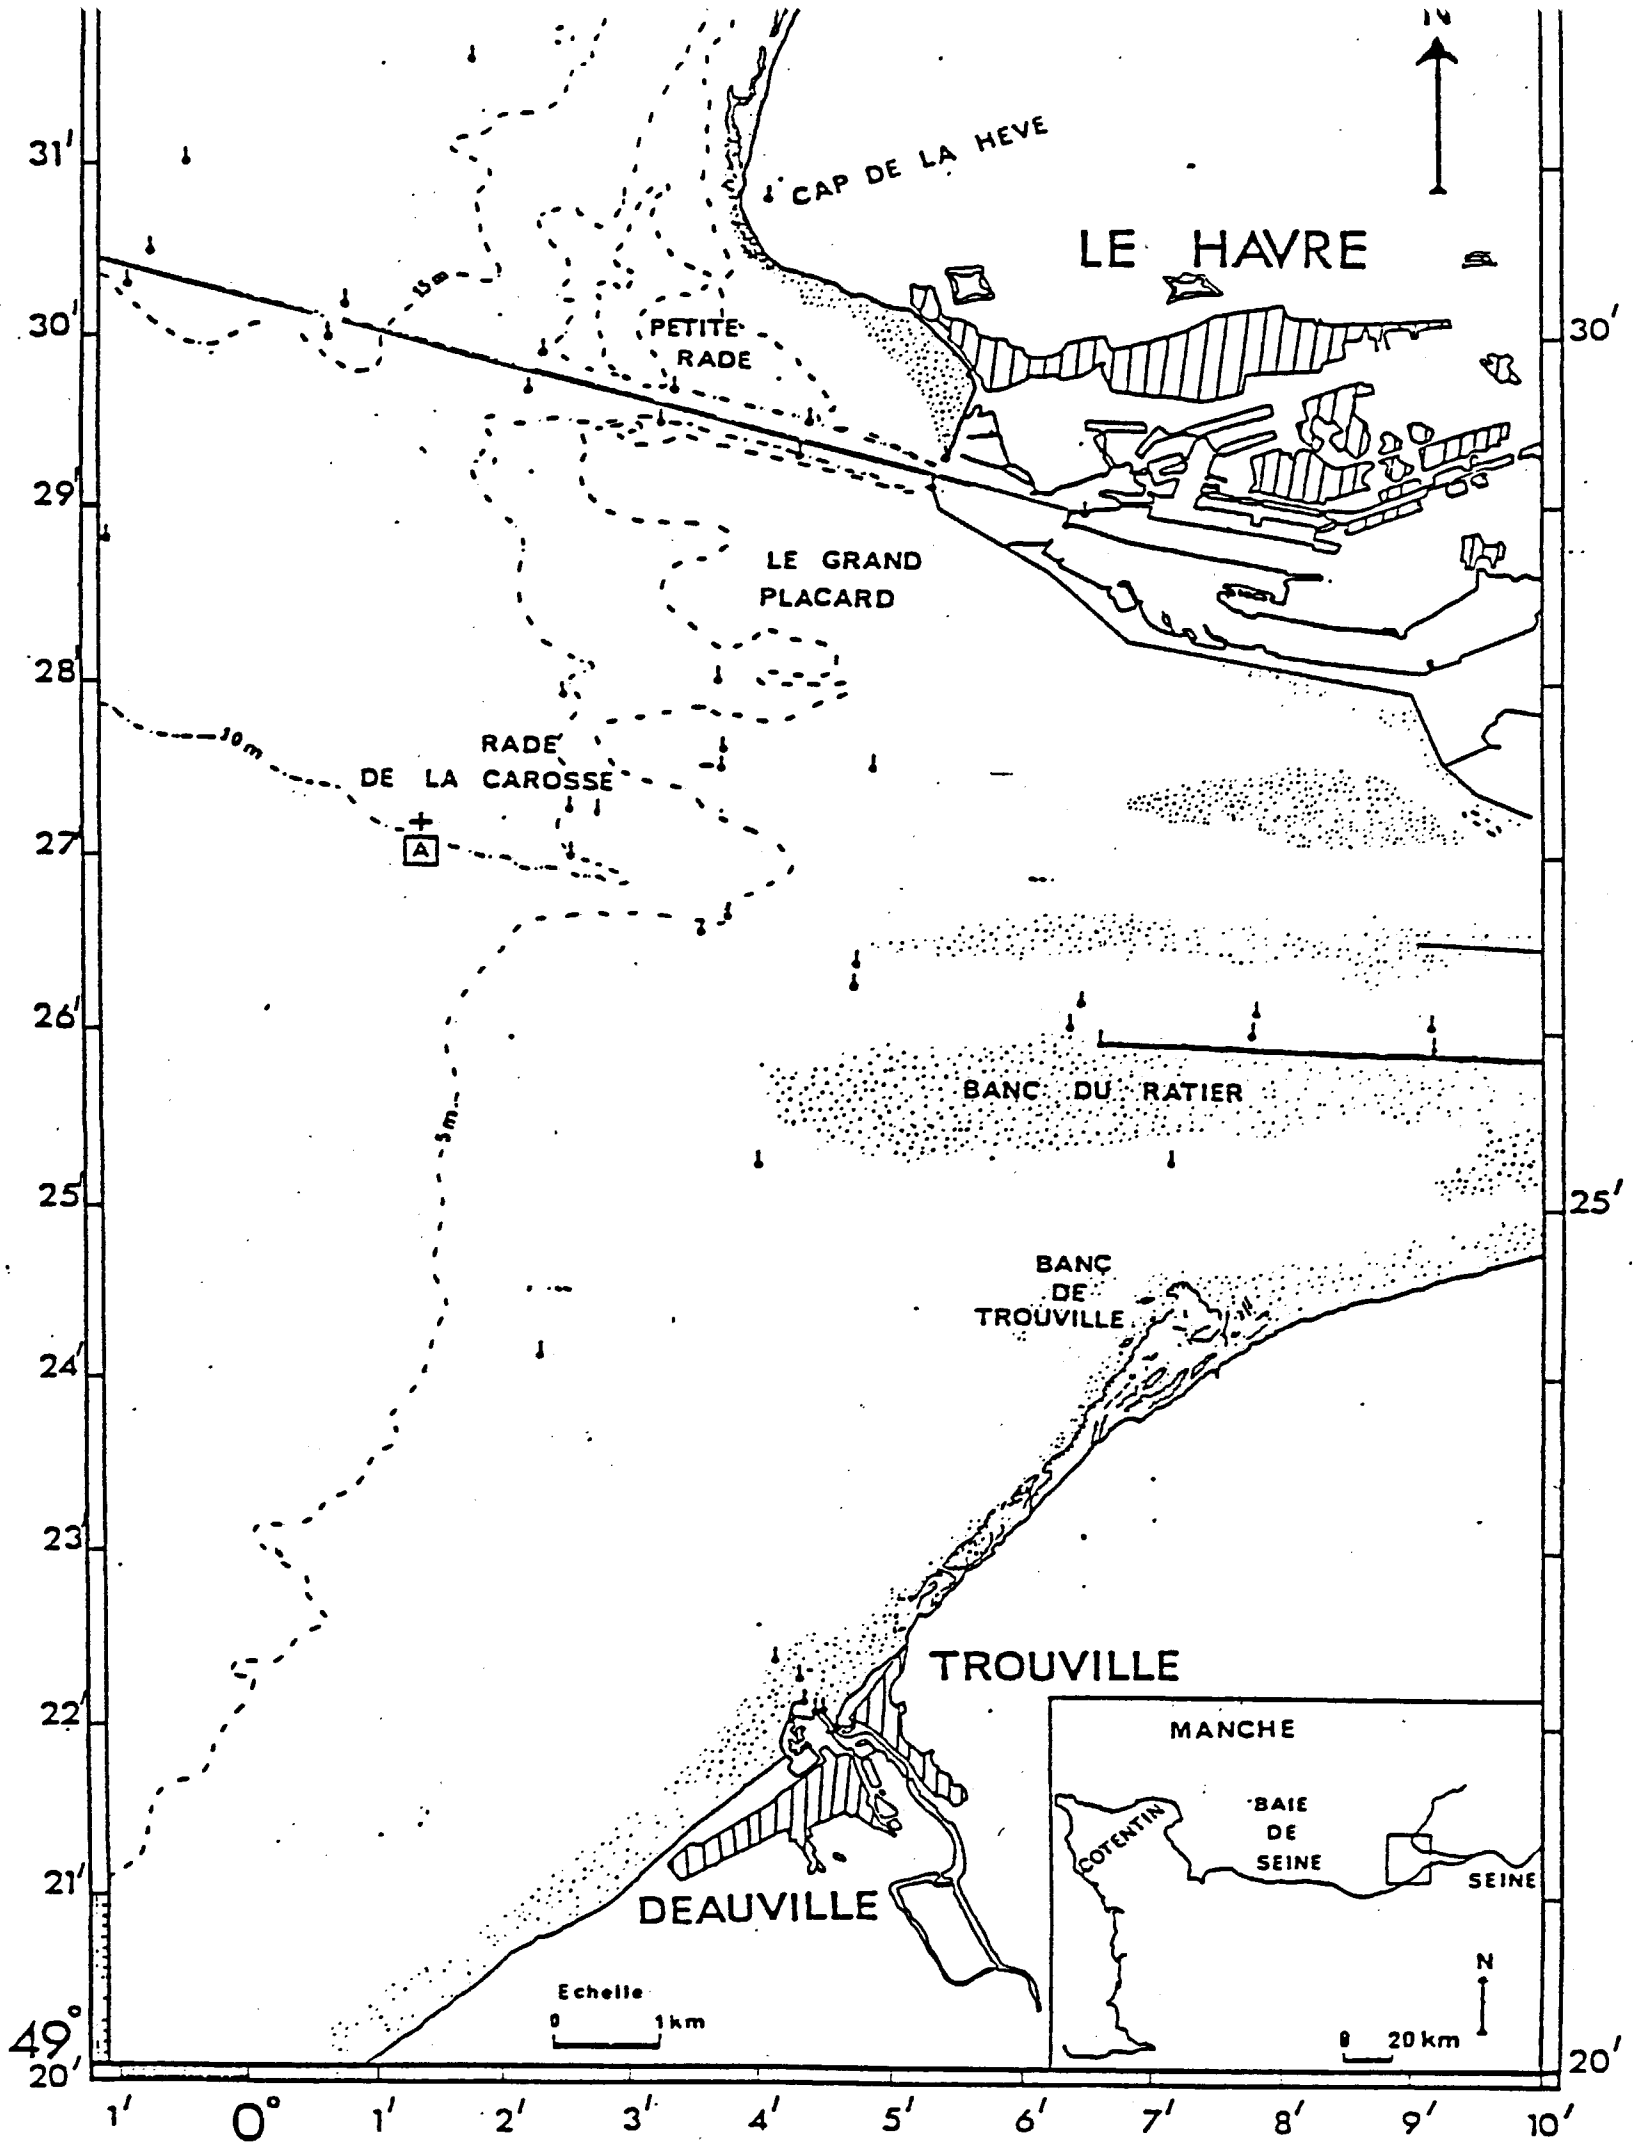 N
CAP DE LA HEVE
LE HAVRE
31'
15m
30'
PETITE
RADE
30'
29'
LE GRAND
PLACARD
28'
10m
RADE
DE LA CAROSSE
+
A
27'
26'
BANC DU RATIER
5m
25'
25'
BANC
DE
TROUVILLE
24'
23'
TROUVILLE
22'
MANCHE
COTENTIN
BAIE
DE
SEINE
SEINE
21'
DEAUVILLE
N
Echelle
0 1km
0 20 km
49°
20'
20'
1' 0° 1' 2' 3' 4' 5' 6' 7' 8' 9' 10'